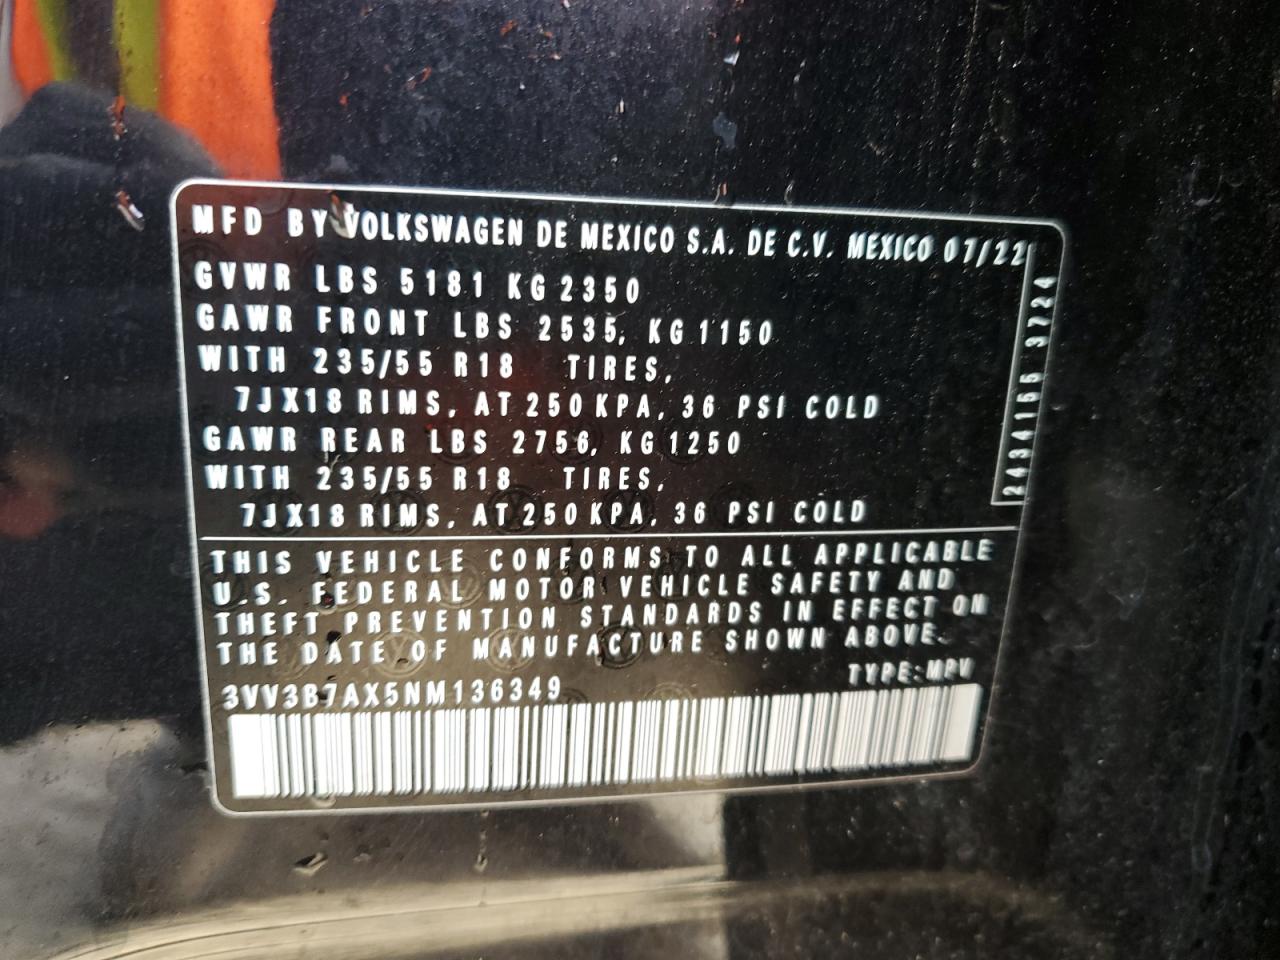 MFD BY VOLKSWAGEN DE MEXICO S.A. DE C.V. MEXICO 07/22
GVWR LBS 5181 KG 2350
GAWR FRONT LBS 2535, KG 1150
WITH 235/55 R18 TIRES,
7JX18 RIMS, AT 250 KPA, 36 PSI COLD
GAWR REAR LBS 2756, KG 1250
WITH 235/55 R18 TIRES,
7JX18 RIMS, AT 250 KPA, 36 PSI COLD
2434155 3224
THIS VEHICLE CONFORMS TO ALL APPLICABLE
U.S. FEDERAL MOTOR VEHICLE SAFETY AND
THEFT PREVENTION STANDARDS IN EFFECT ON
THE DATE OF MANUFACTURE SHOWN ABOVE.
TYPE: MPV
3VV3B7AX5NM136349